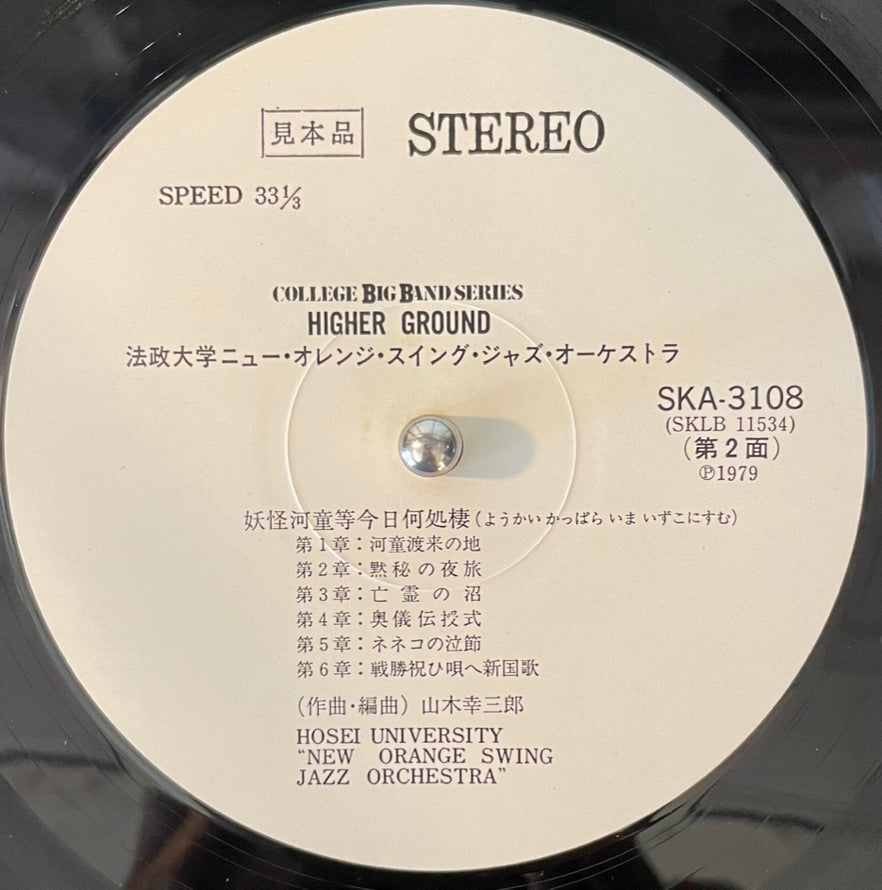 見本品 STEREO
SPEED 33⅓
COLLEGE BIG BAND SERIES
HIGHER GROUND
法政大学ニュー・オレンジ・スイング・ジャズ・オーケストラ
SKA-3108
(SKLB 11534)
(第2面)
℗1979
妖怪河童等今日何処棲(ようかい かっぱら いま いずこにすむ)
第1章:河童渡来の地
第2章:黙秘の夜旅
第3章:亡霊の沼
第4章:奥儀伝授式
第5章:ネネコの泣節
第6章:戦勝祝ひ唄へ新国歌
(作曲・編曲) 山木幸三郎
HOSEI UNIVERSITY
“NEW ORANGE SWING
JAZZ ORCHESTRA”